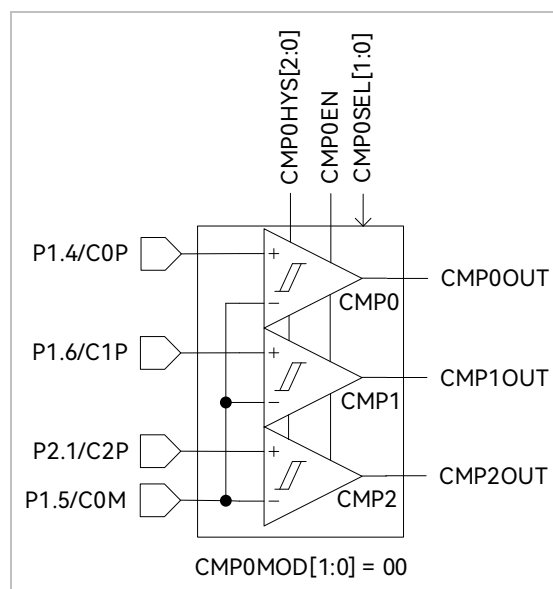 CMP0HYS[2:0]
CMP0EN
CMP0SEL[1:0]
P1.4/C0P
+
−
CMP0
CMP0OUT
P1.6/C1P
+
−
CMP1
CMP1OUT
P2.1/C2P
+
P1.5/C0M
−
CMP2
CMP2OUT
CMP0MOD[1:0] = 00